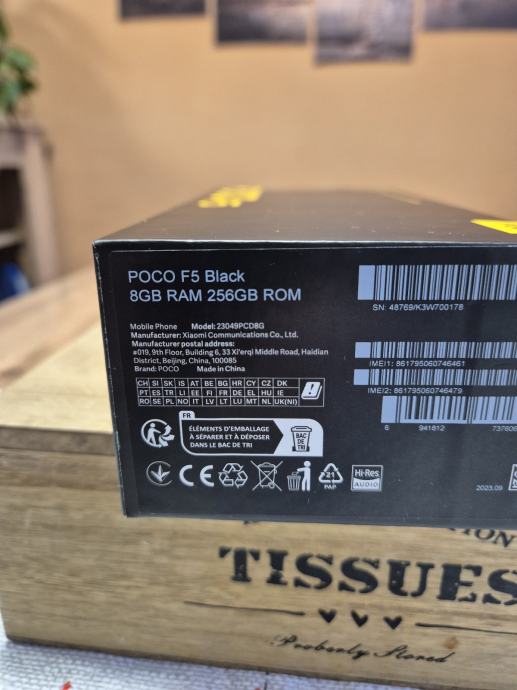 POCO F5 Black
8GB RAM 256GB ROM
Mobile Phone Model: 23049PCD8G
Manufacturer: Xiaomi Communications Co., Ltd.
Manufacturer postal address:
#019, 9th Floor, Building 6, 33 Xi'erqi Middle Road, Haidian
District, Beijing, China, 100085
Brand: POCO Made in China
CH SI SK IS AT BE BG HR CY CZ DK
PT ES TR LI EE FI FR DE EL HU IE
RO SE PL NO IT LV LT LU MT NL UK(NI)
FR
ÉLÉMENTS D'EMBALLAGE
À SÉPARER ET À DÉPOSER
DANS LE BAC DE TRI
BAC
DE
TRI
CE
21
PAP
Hi-Res
AUDIO
SN: 48769/K3W700178
IMEI1: 861795060746461
IMEI2: 861795060746479
6 941812 737606
2023.09
TISSUES
Proberly Stored